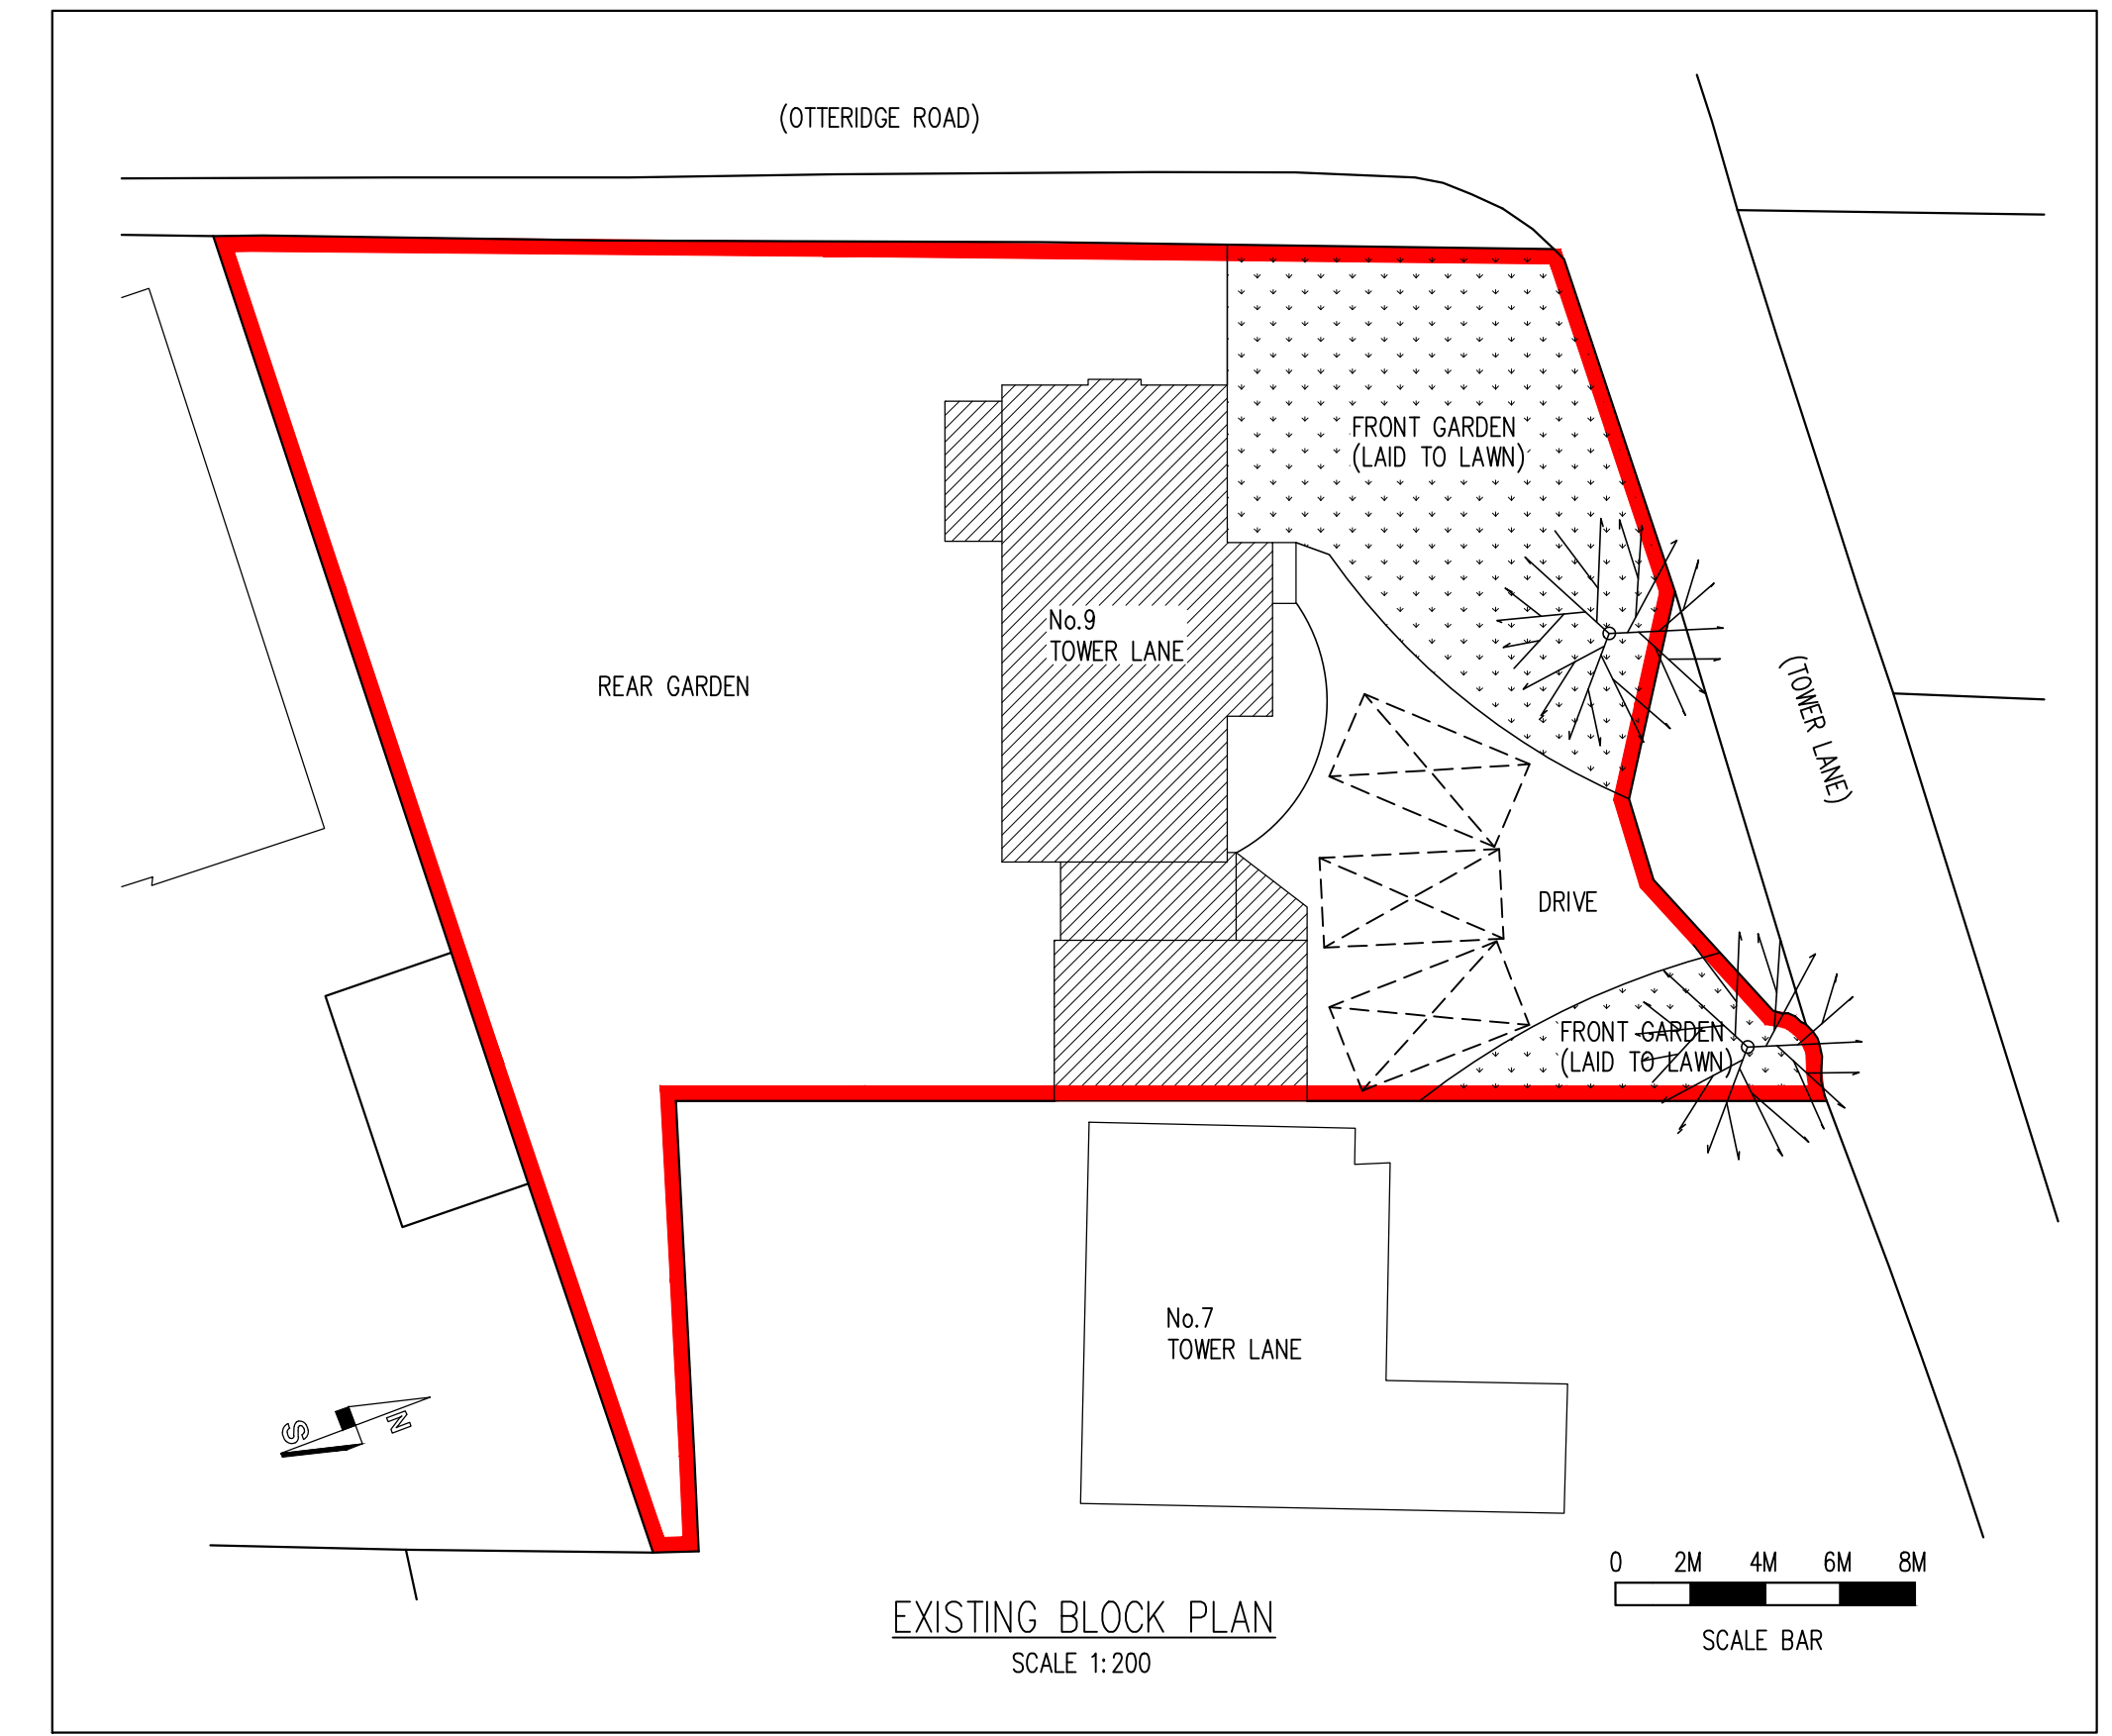 (OTTERIDGE ROAD)
FRONT GARDEN
(LAID TO LAWN)
No.9
TOWER LANE
REAR GARDEN
(TOWER LANE)
DRIVE
FRONT GARDEN
(LAID TO LAWN)
No.7
TOWER LANE
S
N
0 2M 4M 6M 8M
SCALE BAR
EXISTING BLOCK PLAN
SCALE 1:200